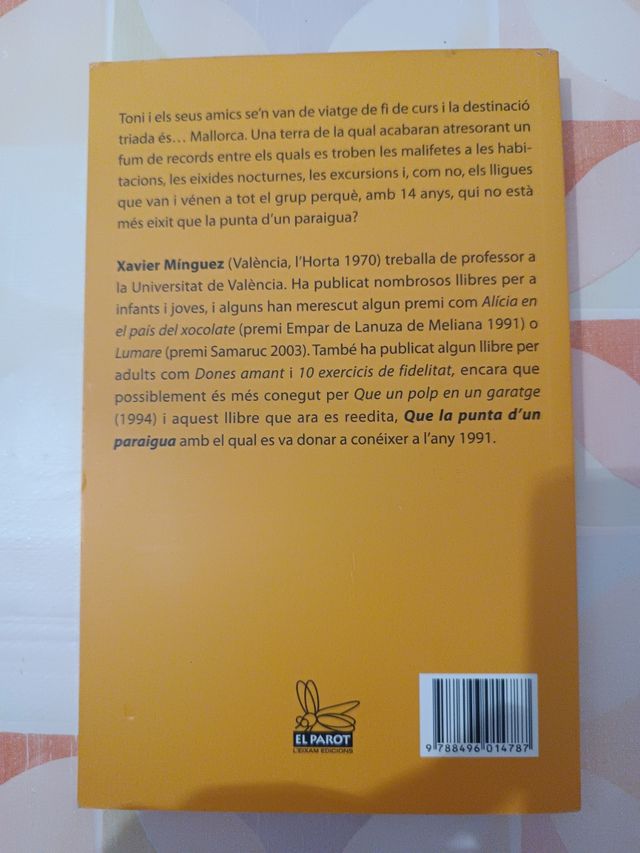 Toni i els seus amics se'n van de viatge de fi de curs i la destinació
triada és... Mallorca. Una terra de la qual acabaran atresorant un
fum de records entre els quals es troben les malifetes a les habi-
tacions, les eixides nocturnes, les excursions i, com no, els lligues
que van i vénen a tot el grup perquè, amb 14 anys, qui no està
més eixit que la punta d'un paraigua?
Xavier Mínguez (València, l'Horta 1970) treballa de professor a
la Universitat de València. Ha publicat nombrosos llibres per a
infants i joves, i alguns han merescut algun premi com Alícia en
el país del xocolate (premi Empar de Lanuza de Meliana 1991) o
Lumare (premi Samaruc 2003). També ha publicat algun llibre per
adults com Dones amant i 10 exercicis de fidelitat, encara que
possiblement és més conegut per Que un polp en un garatge
(1994) i aquest llibre que ara es reedita, Que la punta d'un
paraigua amb el qual es va donar a conéixer a l'any 1991.
EL PAROT
L'EIXAM EDICIONS
9 788496 014787